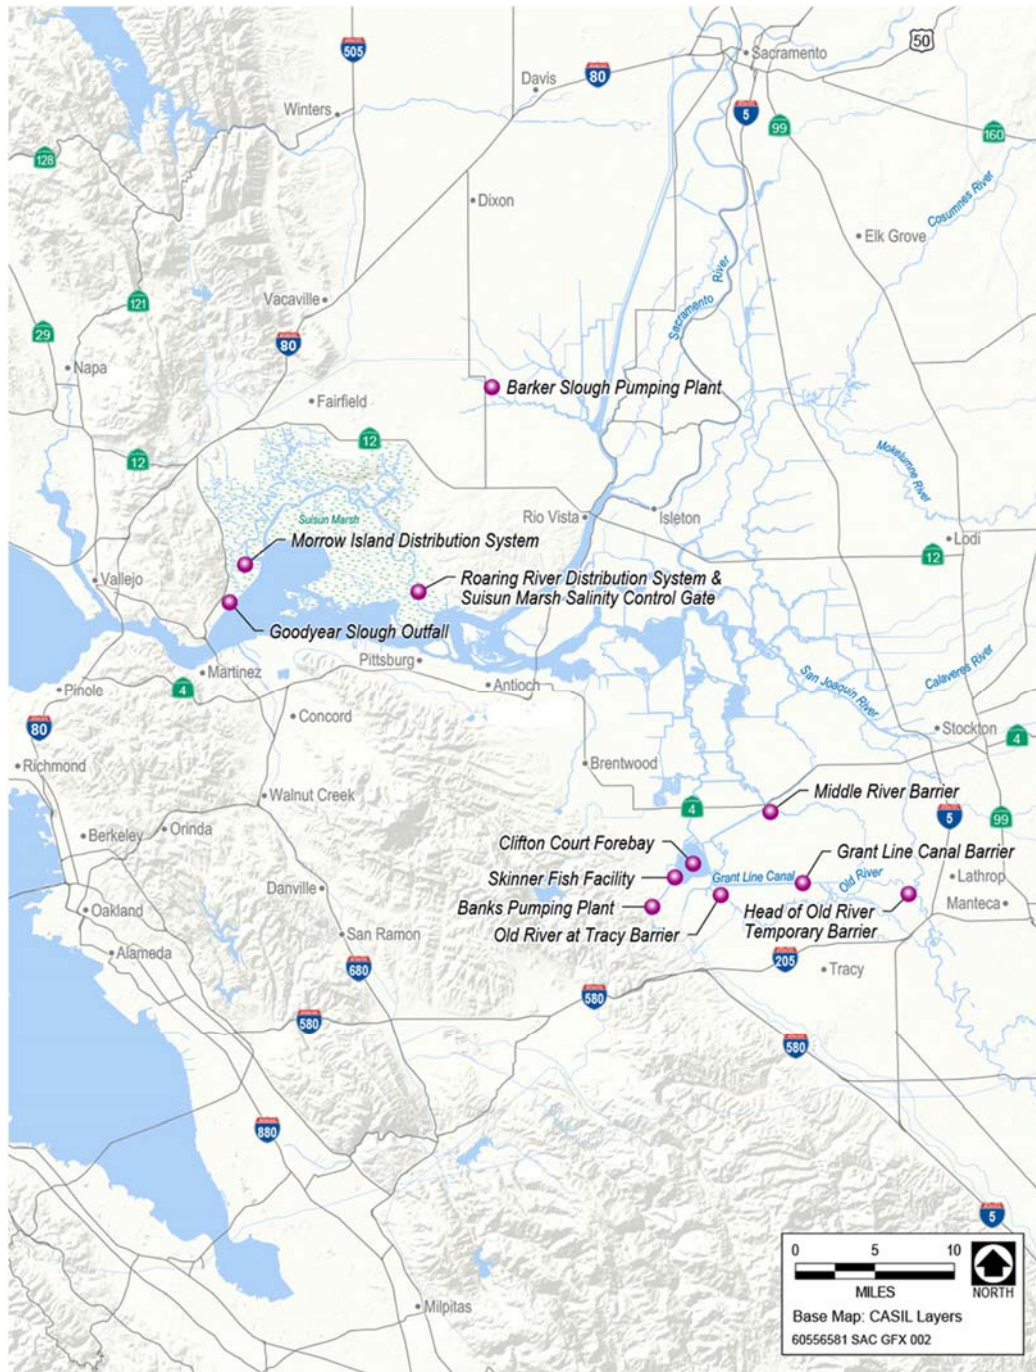 505
50
Sacramento
Davis
80
Winters
5
99
160
128
Cosumnes River
Dixon
Elk Grove
Vacaville
121
Sacramento River
29
80
Napa
Barker Slough Pumping Plant
Fairfield
12
12
Mokelumne River
Suisun Marsh
Rio Vista
Isleton
Morrow Island Distribution System
Lodi
12
Vallejo
Roaring River Distribution System &
Suisun Marsh Salinity Control Gate
Goodyear Slough Outfall
Pittsburg
Martinez
Antioch
San Joaquin River
Calaveras River
Pinole
4
Concord
80
Stockton
4
Richmond
Brentwood
Walnut Creek
Middle River Barrier
4
5
99
Berkeley
Orinda
Clifton Court Forebay
Grant Line Canal Barrier
Skinner Fish Facility
Grant Line Canal
Old River
Lathrop
Danville
Banks Pumping Plant
Head of Old River
Temporary Barrier
Manteca
Oakland
Old River at Tracy Barrier
San Ramon
Alameda
680
205
Tracy
580
580
580
880
5
0 5 10
MILES
NORTH
Base Map: CASIL Layers
60556581 SAC GFX 002
Milpitas